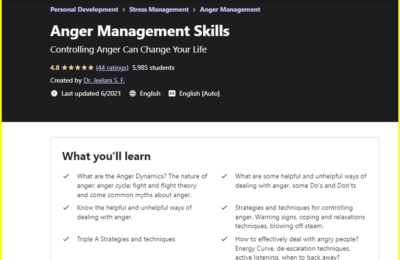 Personal Development > Stress Management > Anger Management
Anger Management Skills
Controlling Anger Can Change Your Life
4.8 ★★★★★ (44 ratings) 5,985 students
Created by Dr. Jeelani S. F.
Last updated 6/2021 English English [Auto]
What you'll learn
What are the Anger Dynamics? The nature of
anger: anger cycle: fight and flight theory
and come common myths about anger.
Know the helpful and unhelpful ways of
dealing with anger.
Triple A Strategies and techniques
What are some helpful and unhelpful ways of
dealing with anger. some Do's and Don'ts
Strategies and techniques for controlling
anger. Warning signs, coping and relaxations
techniques, blowing off steam.
How to effectively deal with angry people?
Energy Curve, de-escalation techniques,
active listening, when to back away?